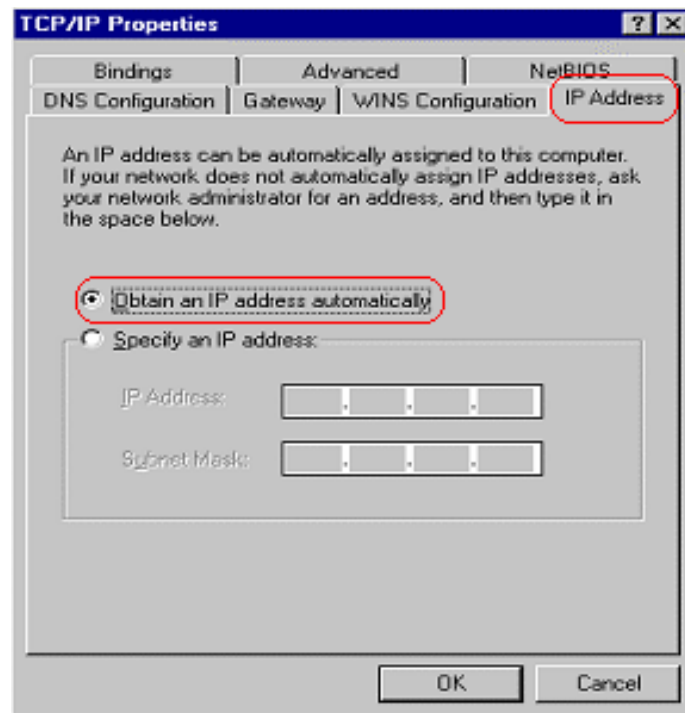 TCP/IP Properties
? X
Bindings Advanced NetBIOS
DNS Configuration Gateway WINS Configuration IP Address
An IP address can be automatically assigned to this computer.
If your network does not automatically assign IP addresses, ask
your network administrator for an address, and then type it in
the space below.
Obtain an IP address automatically
Specify an IP address:
IP Address:
. . .
Subnet Mask:
. . .
OK Cancel